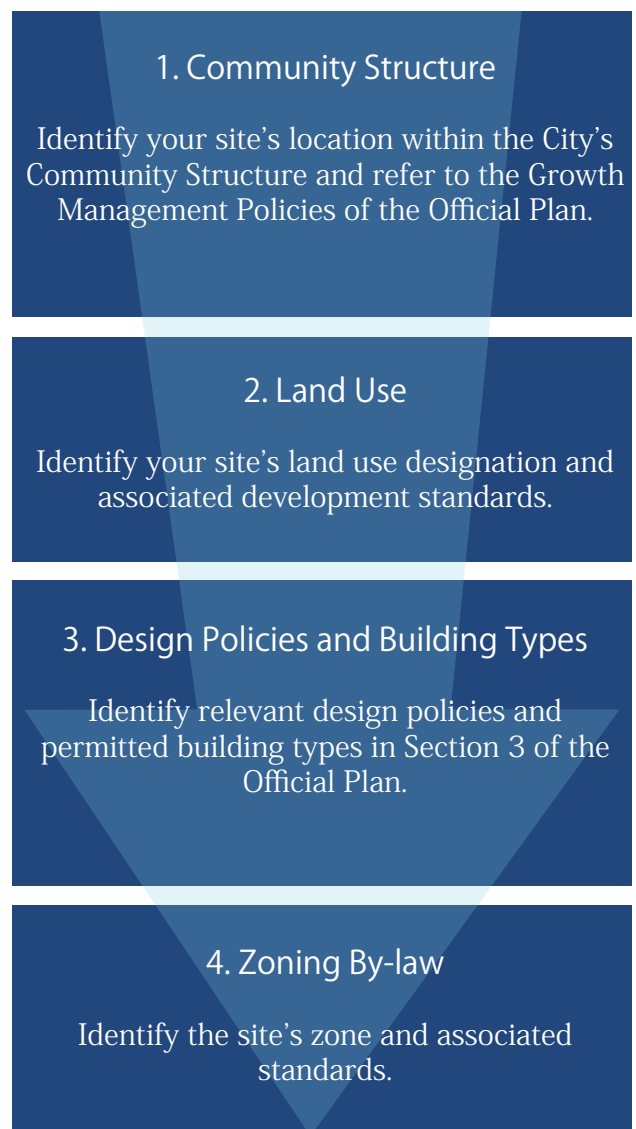 1. Community Structure
Identify your site’s location within the City’s
Community Structure and refer to the Growth
Management Policies of the Official Plan.
2. Land Use
Identify your site’s land use designation and
associated development standards.
3. Design Policies and Building Types
Identify relevant design policies and
permitted building types in Section 3 of the
Official Plan.
4. Zoning By-law
Identify the site’s zone and associated
standards.